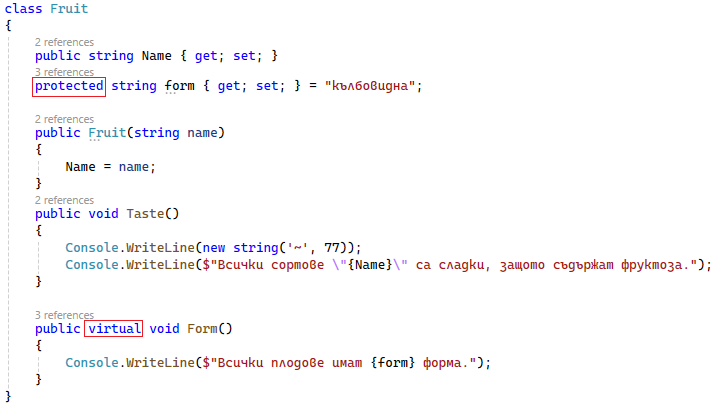 class Fruit
{
2 references
public string Name { get; set; }
3 references
protected string form { get; set; } = "кълбовидна";
2 references
public Fruit(string name)
{
Name = name;
}
2 references
public void Taste()
{
Console.WriteLine(new string('~', 77));
Console.WriteLine($"Всички сортове \"{Name}\" са сладки, защото съдържат фруктоза.");
}
3 references
public virtual void Form()
{
Console.WriteLine($"Всички плодове имат {form} форма.");
}
}